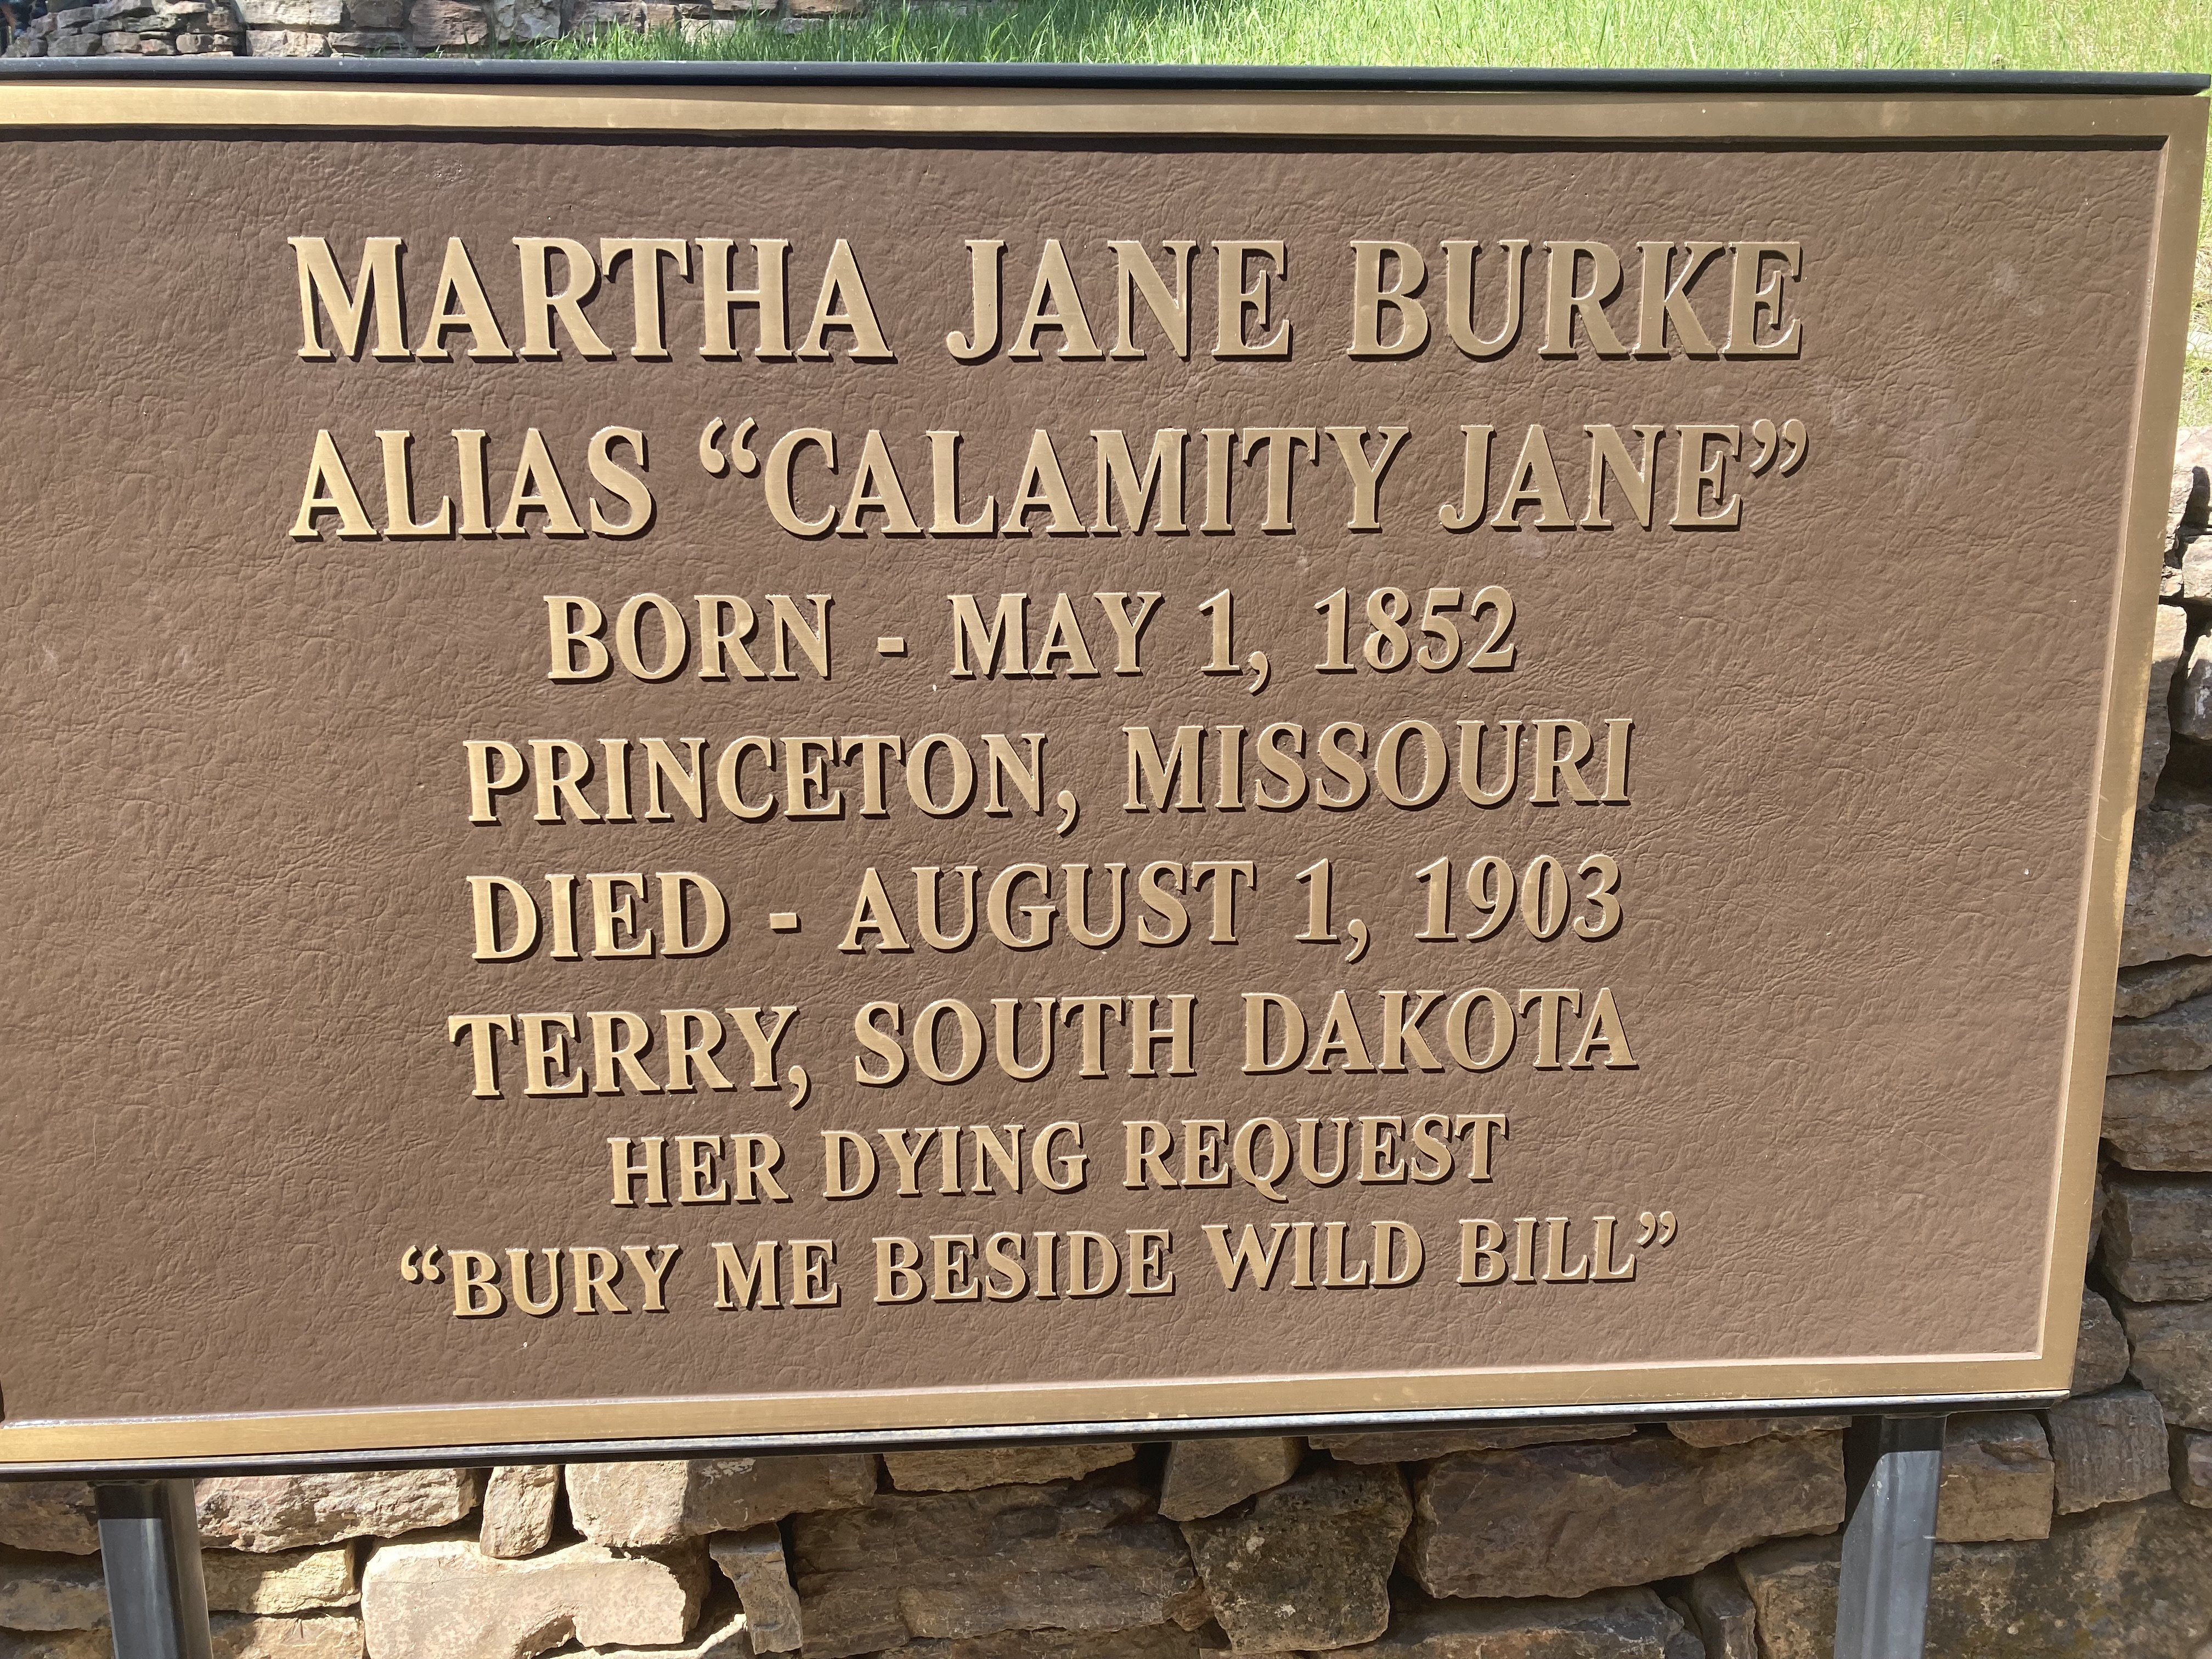 MARTHA JANE BURKE
ALIAS “CALAMITY JANE”
BORN - MAY 1, 1852
PRINCETON, MISSOURI
DIED - AUGUST 1, 1903
TERRY, SOUTH DAKOTA
HER DYING REQUEST
“BURY ME BESIDE WILD BILL”